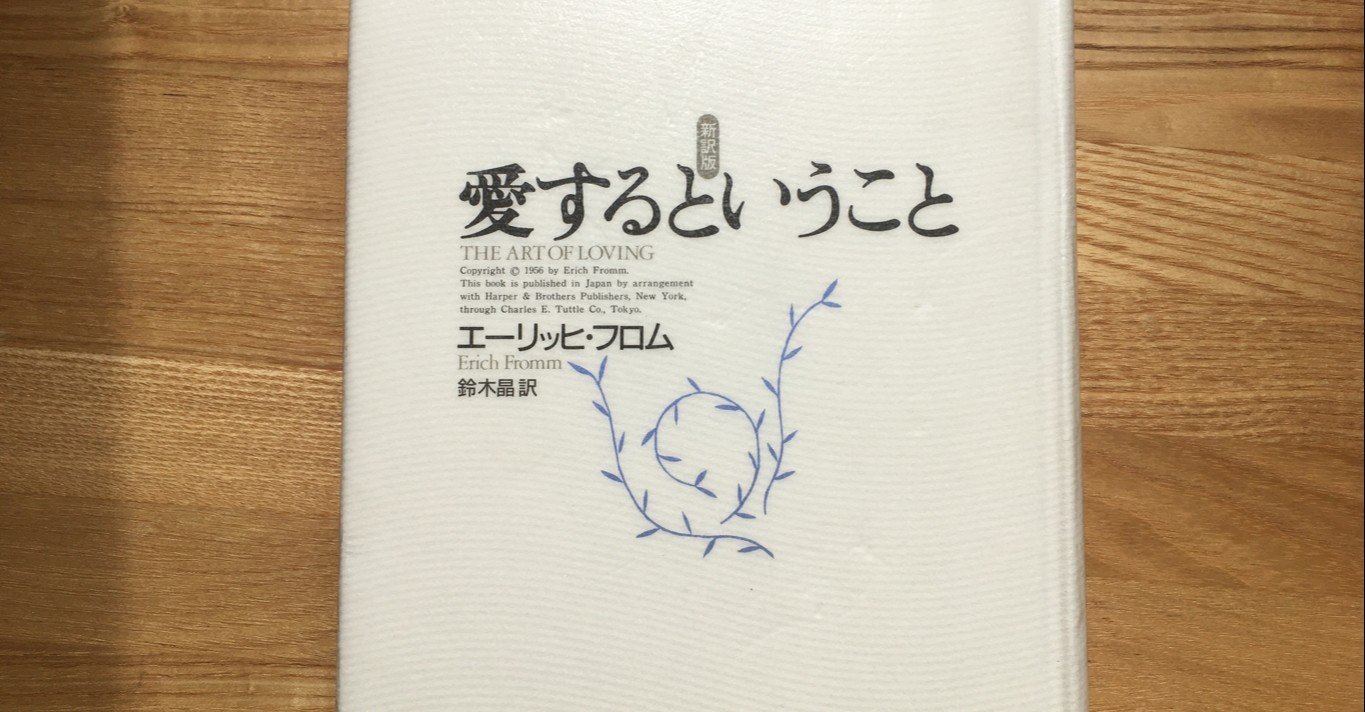 新訳版
愛するということ
THE ART OF LOVING
Copyright © 1956 by Erich Fromm.
This book is published in Japan by arrangement
with Harper & Brothers Publishers, New York,
through Charles E. Tuttle Co., Tokyo.
エーリッヒ・フロム
Erich Fromm
鈴木晶訳